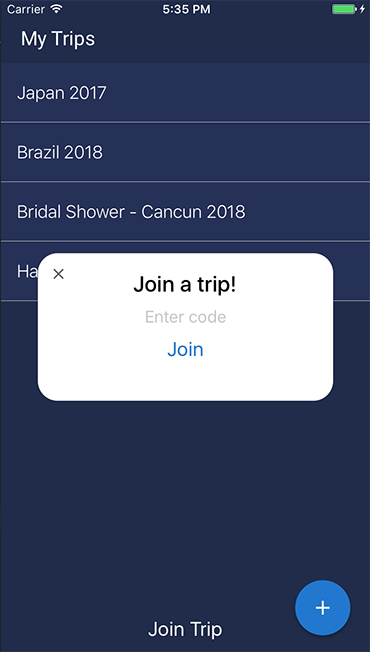 Carrier 5:35 PM
My Trips
Japan 2017
Brazil 2018
Bridal Shower - Cancun 2018
Join a trip!
Enter code
Join
Join Trip